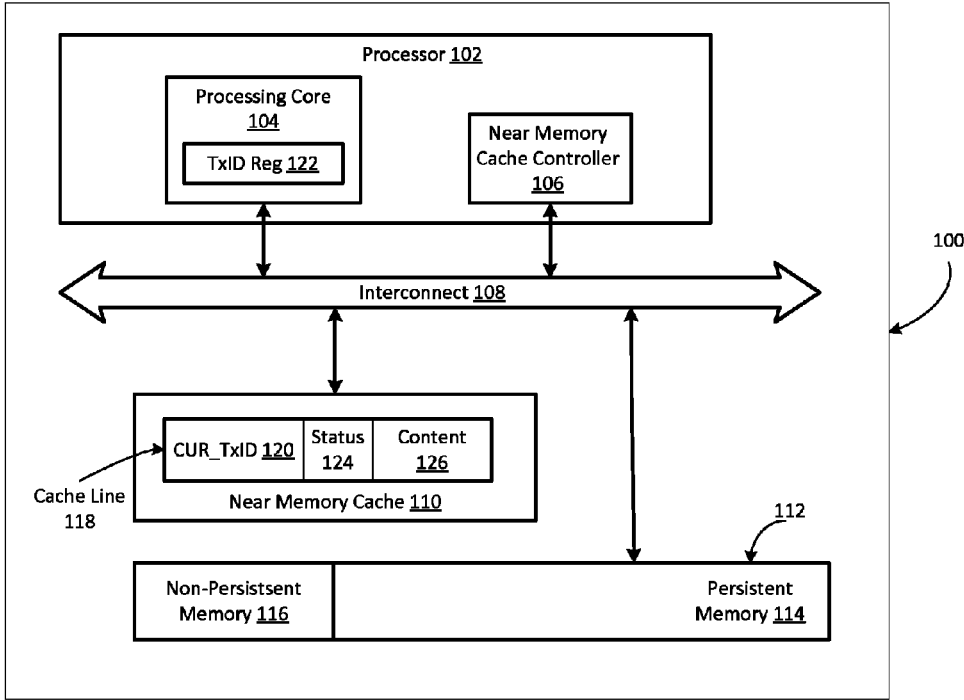 Processor 102
Processing Core
104
TxID Reg 122
Near Memory
Cache Controller
106
100
Interconnect 108
CUR_TxID 120
Status
124
Content
126
Cache Line
118
Near Memory Cache 110
112
Non-Persistsent
Memory 116
Persistent
Memory 114